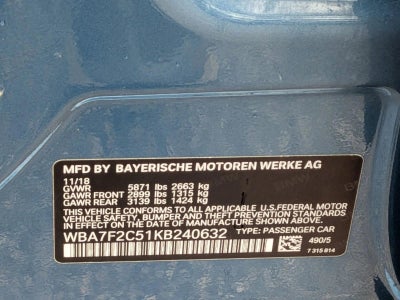 MFD BY BAYERISCHE MOTOREN WERKE AG
11/18
GVWR 5871 lbs 2663 kg
GAWR FRONT 2899 lbs 1315 kg
GAWR REAR 3139 lbs 1424 kg
THIS VEHICLE CONFORMS TO ALL APPLICABLE U.S.FEDERAL MOTOR
VEHICLE SAFETY, BUMPER, AND THEFT PREVENTION STANDARDS
IN EFFECT ON THE DATE OF MANUFACTURE SHOWN ABOVE.
WBA7F2C51KB240632 TYPE: PASSENGER CAR
490/5
7 315 814